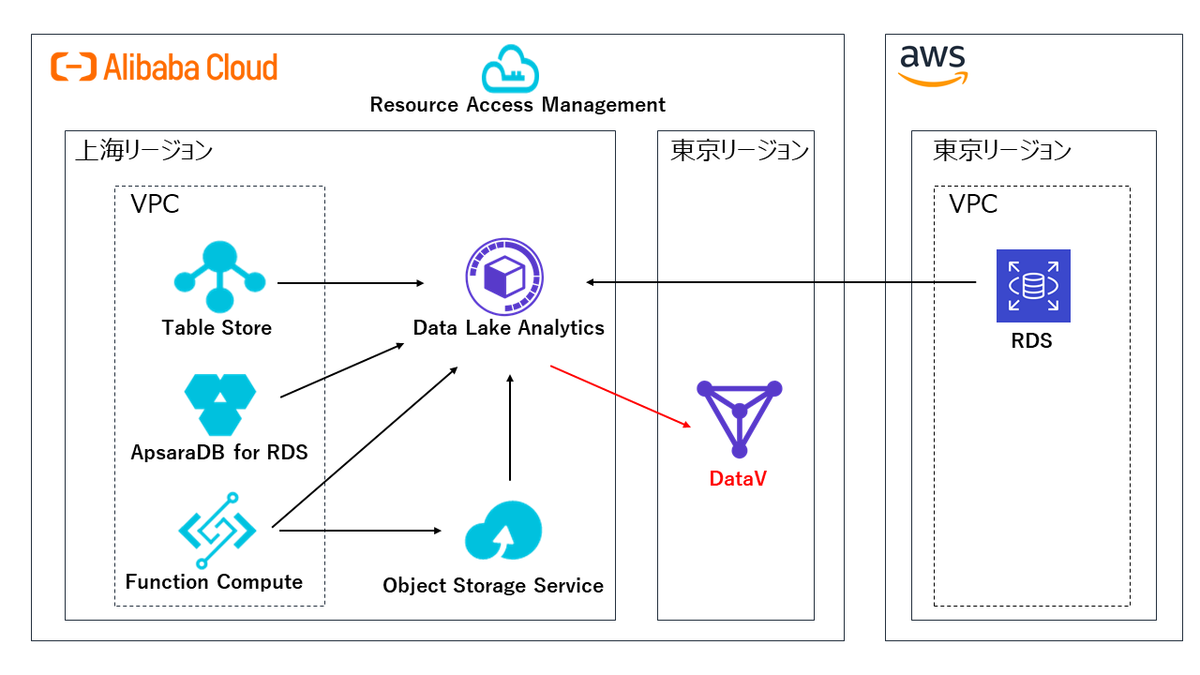 Alibaba Cloud
Resource Access Management
aws
上海リージョン
東京リージョン
東京リージョン
VPC
VPC
Table Store
Data Lake Analytics
RDS
ApsaraDB for RDS
DataV
Function Compute
Object Storage Service